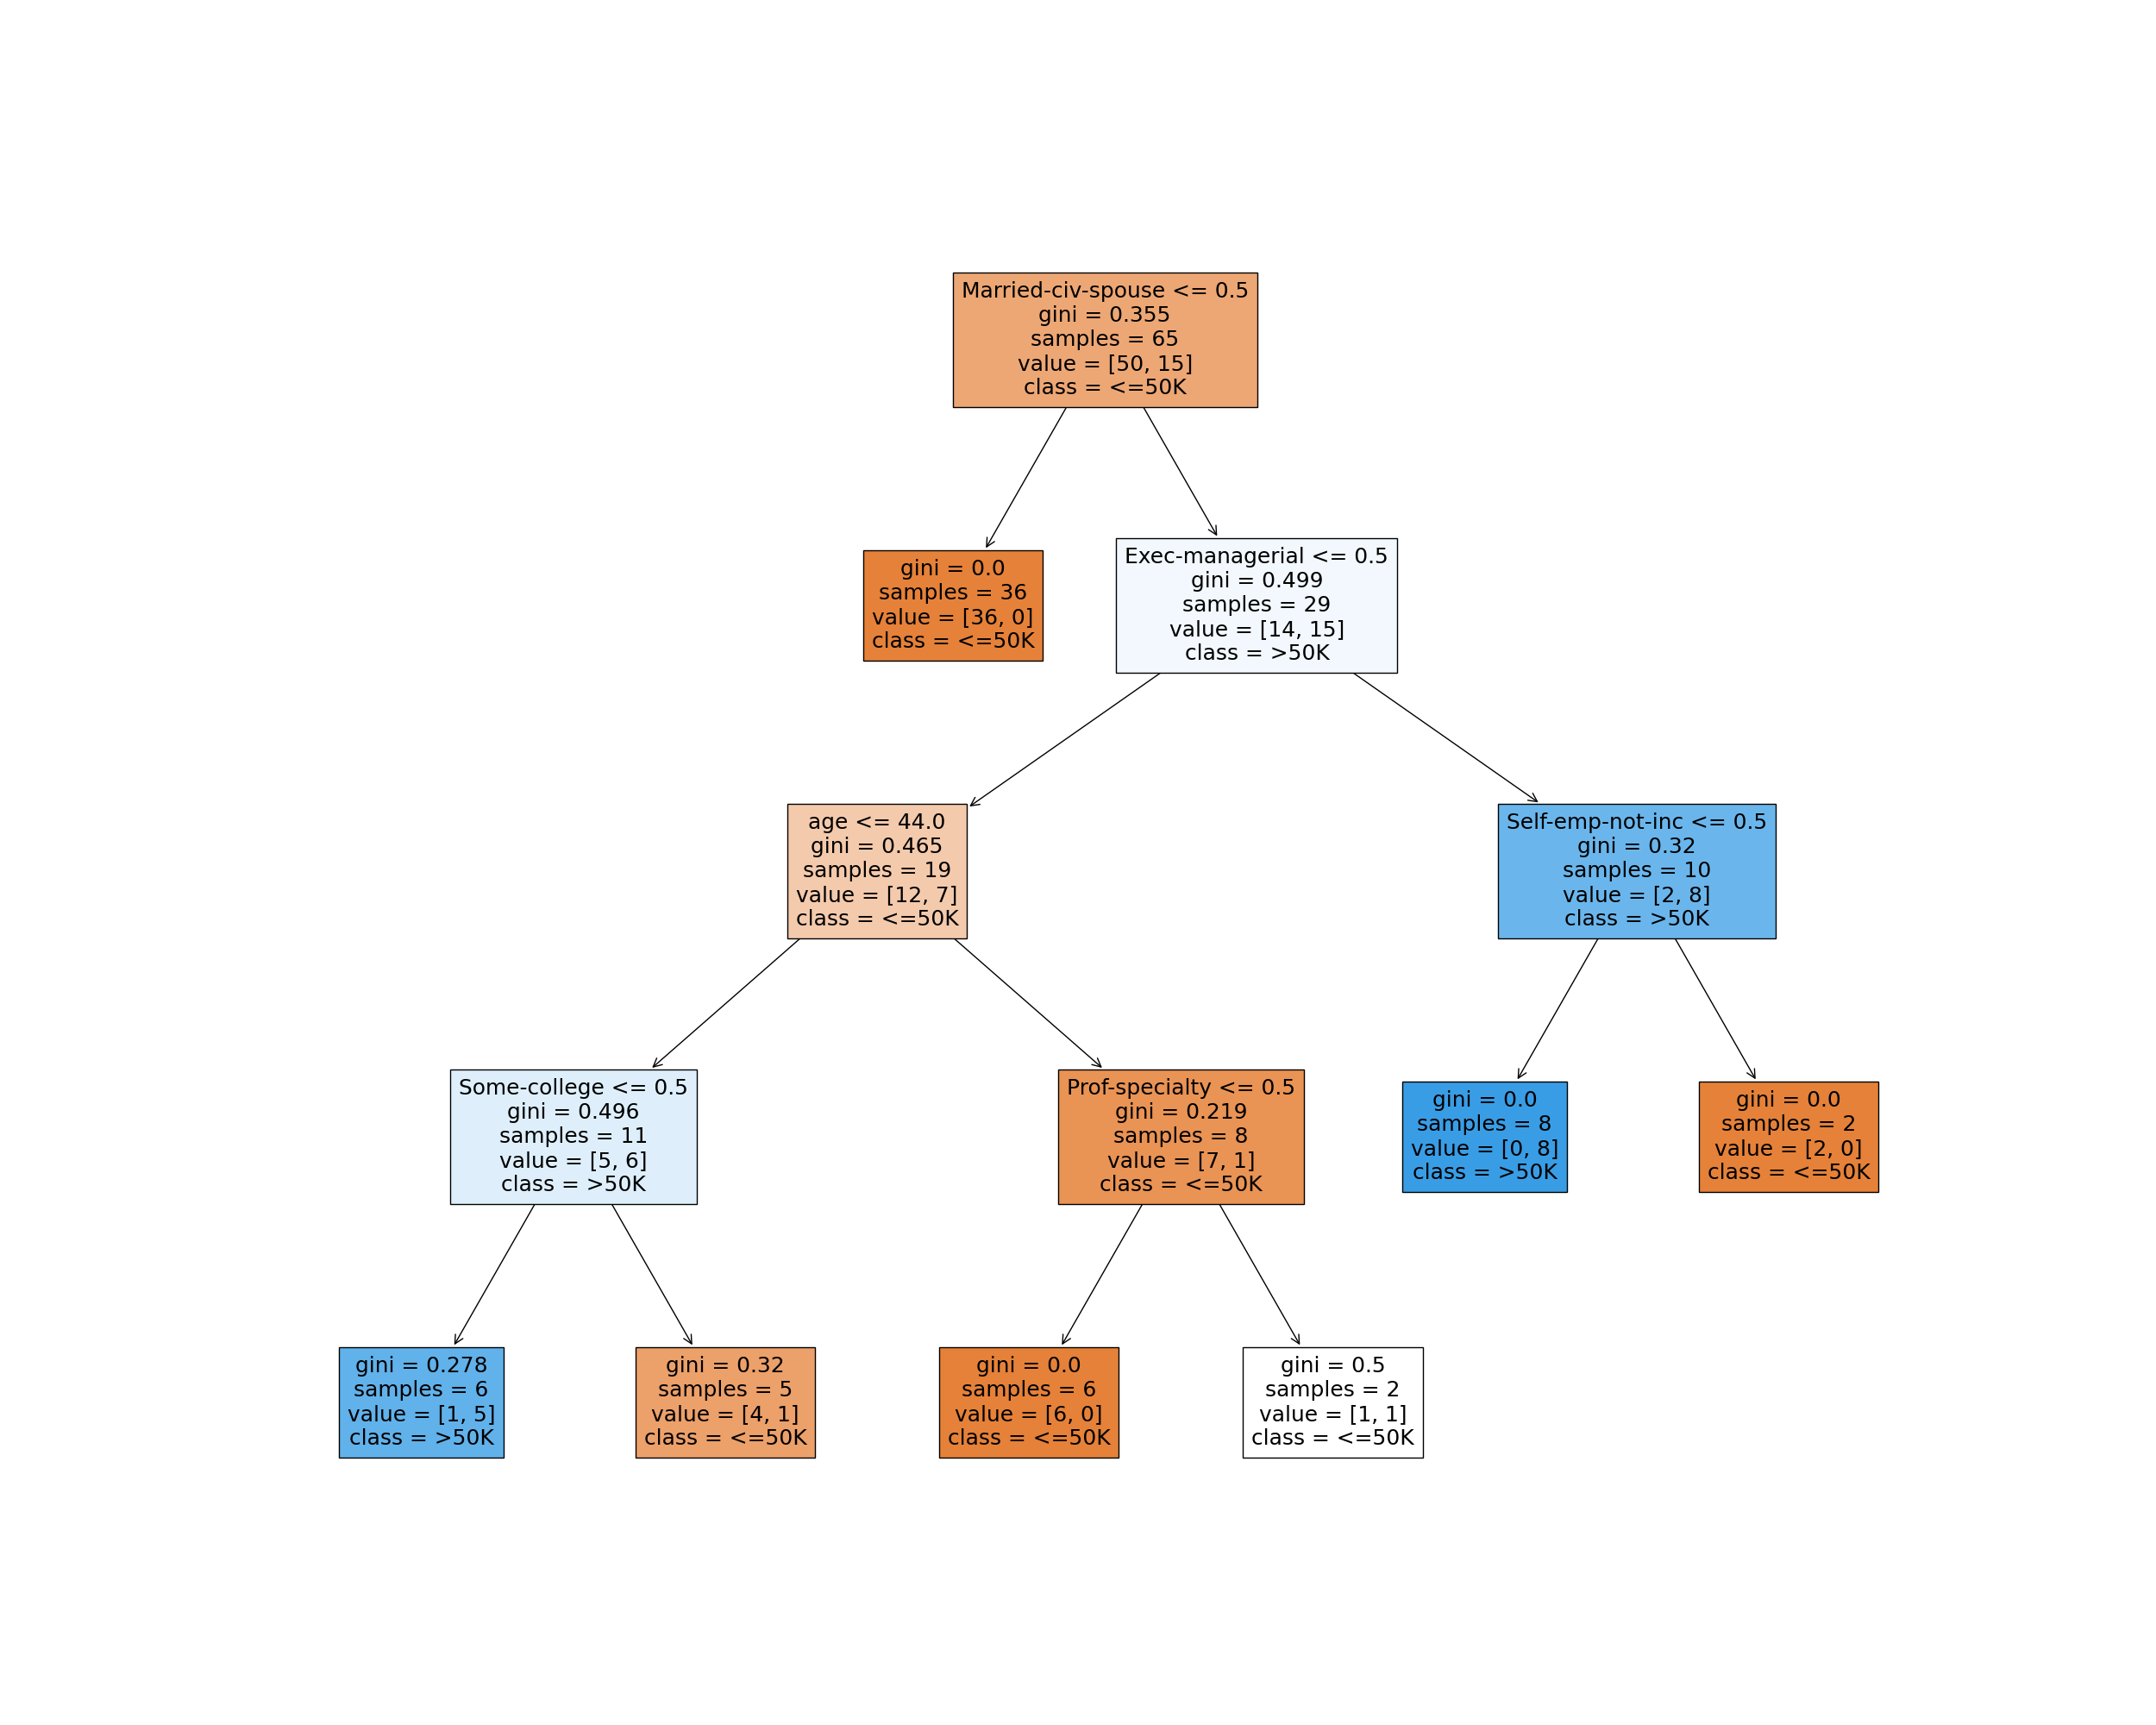 Married-civ-spouse <= 0.5
gini = 0.355
samples = 65
value = [50, 15]
class = <=50K
gini = 0.0
samples = 36
value = [36, 0]
class = <=50K
Exec-managerial <= 0.5
gini = 0.499
samples = 29
value = [14, 15]
class = >50K
age <= 44.0
gini = 0.465
samples = 19
value = [12, 7]
class = <=50K
Self-emp-not-inc <= 0.5
gini = 0.32
samples = 10
value = [2, 8]
class = >50K
Some-college <= 0.5
gini = 0.496
samples = 11
value = [5, 6]
class = >50K
Prof-specialty <= 0.5
gini = 0.219
samples = 8
value = [7, 1]
class = <=50K
gini = 0.0
samples = 8
value = [0, 8]
class = >50K
gini = 0.0
samples = 2
value = [2, 0]
class = <=50K
gini = 0.278
samples = 6
value = [1, 5]
class = >50K
gini = 0.32
samples = 5
value = [4, 1]
class = <=50K
gini = 0.0
samples = 6
value = [6, 0]
class = <=50K
gini = 0.5
samples = 2
value = [1, 1]
class = <=50K